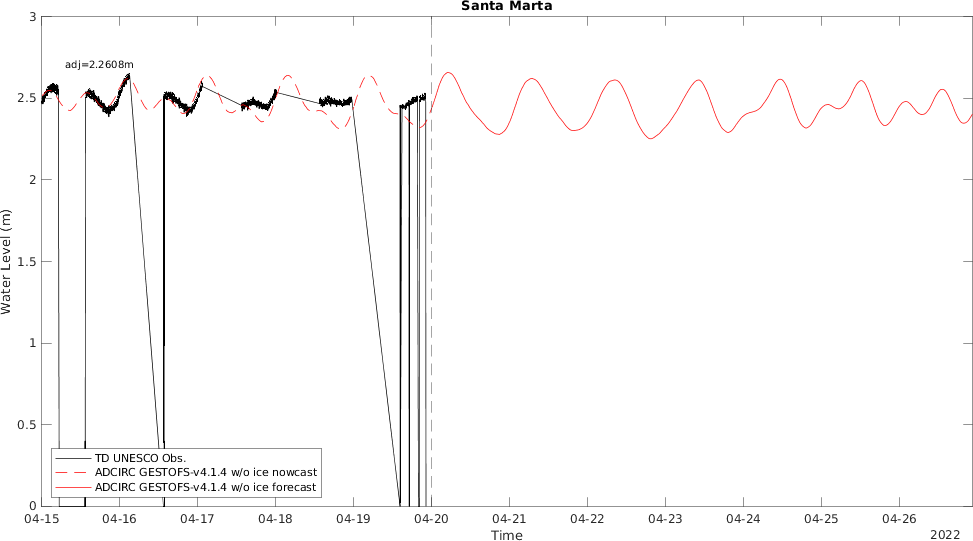 Santa Marta
3
adj=2.2608m
2.5
2
1.5
1
0.5
0
Water Level (m)
TD UNESCO Obs.
ADCIRC GESTOFS-v4.1.4 w/o ice nowcast
ADCIRC GESTOFS-v4.1.4 w/o ice forecast
04-15 04-16 04-17 04-18 04-19 04-20 04-21 04-22 04-23 04-24 04-25 04-26
Time
2022